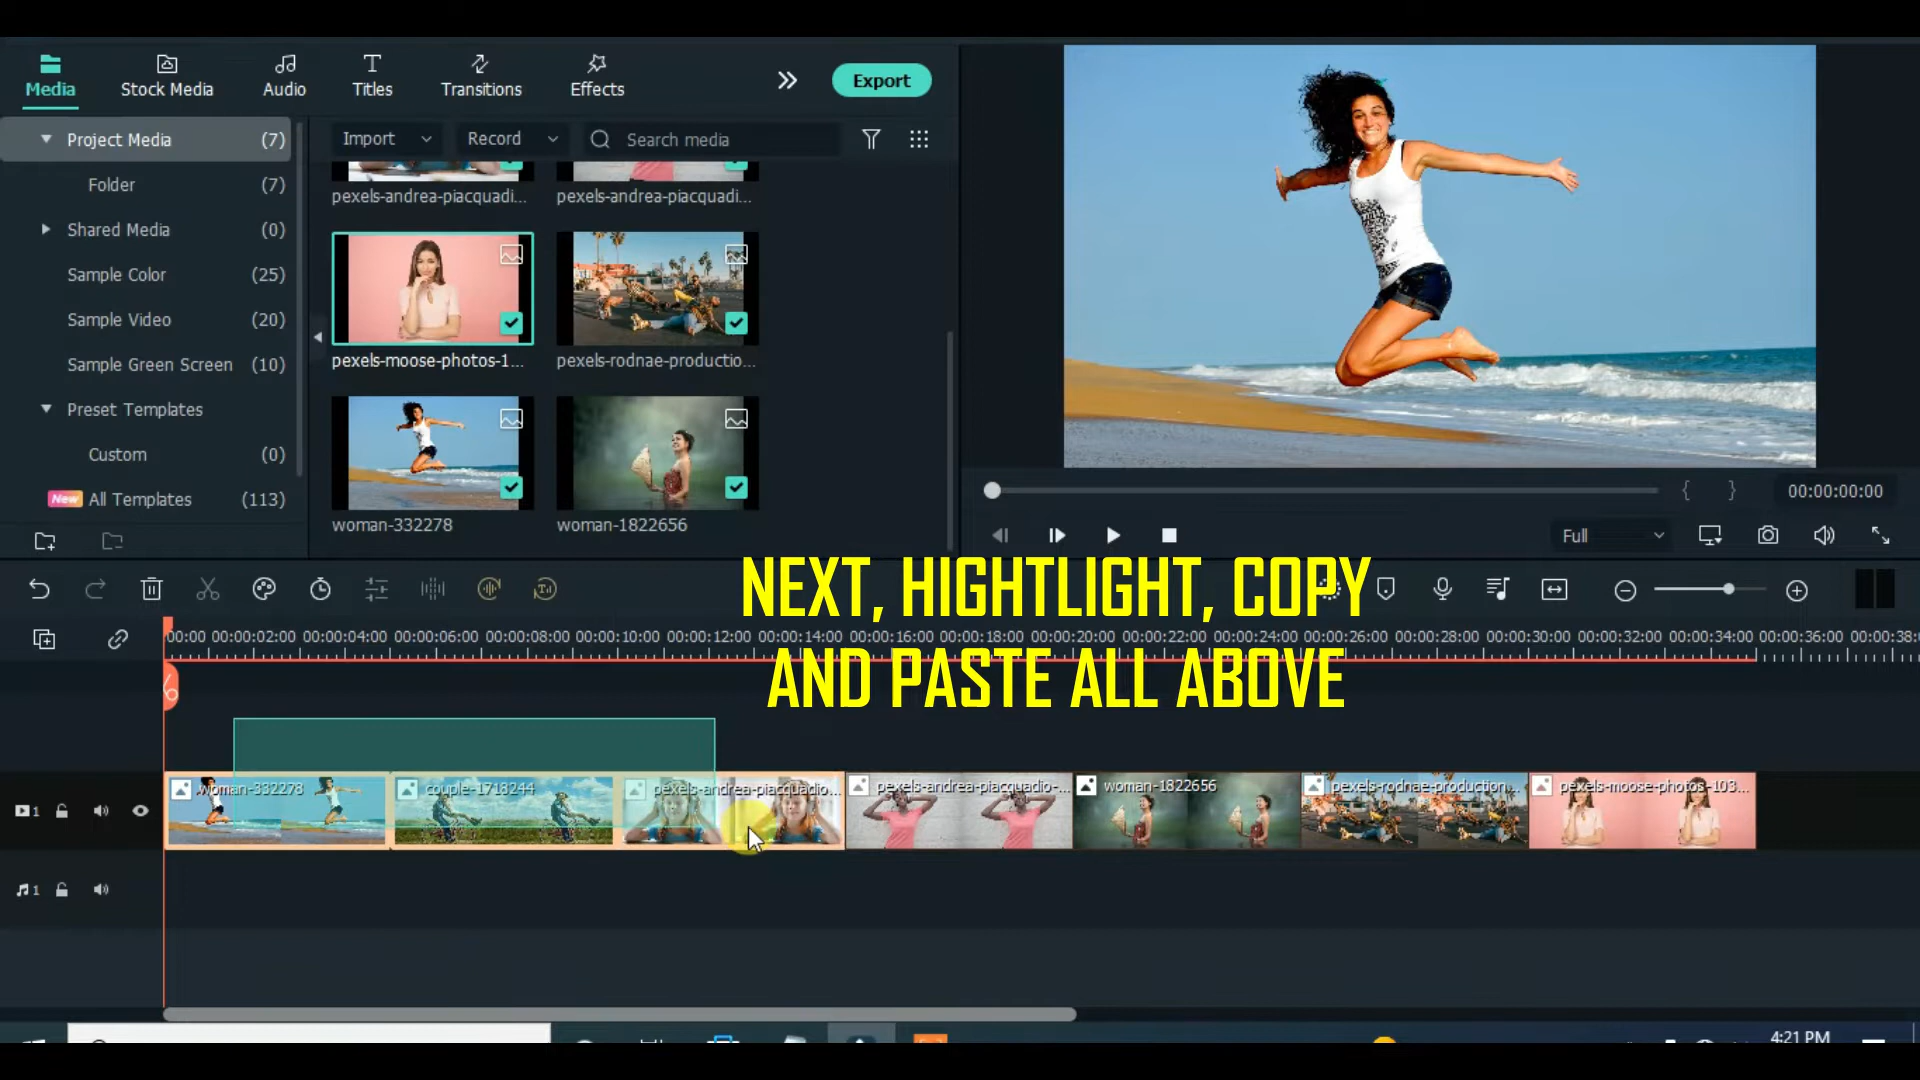 Media
Stock Media
Audio
Titles
Transitions
Effects
Export
Project Media (7)
Folder (7)
Shared Media (0)
Sample Color (25)
Sample Video (20)
Sample Green Screen (10)
Preset Templates
Custom (0)
New All Templates (113)
Import
Record
Search media
pexels-andrea-piacquadi...
pexels-andrea-piacquadi...
pexels-moose-photos-1...
pexels-rodnae-productio...
woman-332278
woman-1822656
{ } 00:00:00:00
Full
NEXT, HIGHTLIGHT, COPY
AND PASTE ALL ABOVE
00:00 00:00:02:00 00:00:04:00 00:00:06:00 00:00:08:00 00:00:10:00 00:00:12:00 00:00:14:00 00:00:16:00 00:00:18:00 00:00:20:00 00:00:22:00 00:00:24:00 00:00:26:00 00:00:28:00 00:00:30:00 00:00:32:00 00:00:34:00 00:00:36:00 00:00:38:
1
woman-332278
couple-1718244
pexels-andrea-piacquadio...
pexels-andrea-piacquadio-...
woman-1822656
pexels-rodnae-production...
pexels-moose-photos-103...
1
4:21 PM